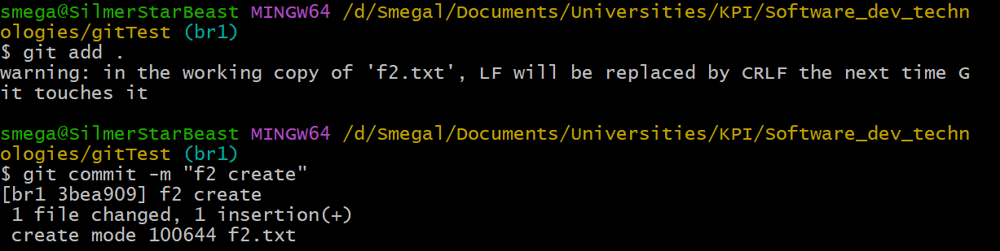 smega@SilmerStarBeast MINGW64 /d/Smegal/Documents/Universities/KPI/Software_dev_techn
ologies/gitTest (br1)
$ git add .
warning: in the working copy of 'f2.txt', LF will be replaced by CRLF the next time G
it touches it
smega@SilmerStarBeast MINGW64 /d/Smegal/Documents/Universities/KPI/Software_dev_techn
ologies/gitTest (br1)
$ git commit -m "f2 create"
[br1 3bea909] f2 create
 1 file changed, 1 insertion(+)
 create mode 100644 f2.txt